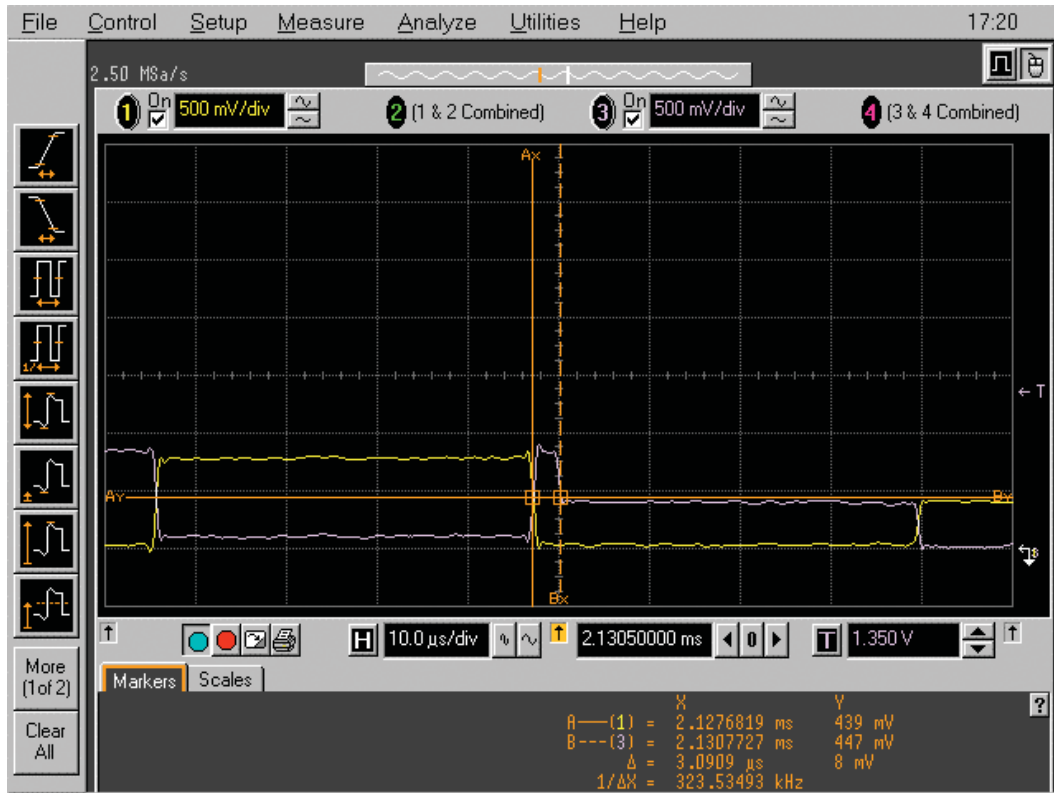 File Control Setup Measure Analyze Utilities Help 17:20
2.50 MSa/s
1 On 500 mV/div 2 (1 & 2 Combined) 3 On 500 mV/div 4 (3 & 4 Combined)
Ax
T
Ay By
Bx
H 10.0 µs/div 2.13050000 ms 0 T 1.350 V
More
(1 of 2)
Clear
All
Markers Scales
X Y
A——(1) = 2.1276819 ms 439 mV
B---(3) = 2.1307727 ms 447 mV
Δ = 3.0909 µs 8 mV
1/ΔX = 323.53493 kHz
?